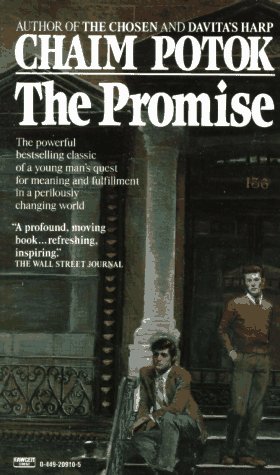 AUTHOR OF THE CHOSEN AND DAVITA'S HARP
CHAIM POTOK
The Promise
The powerful
bestselling classic
of a young man's quest
for meaning and fulfillment
in a perilously
changing world
"A profound, moving
book...refreshing,
inspiring."
THE WALL STREET JOURNAL
156
FAWCETT
CREST
0-449-20910-5